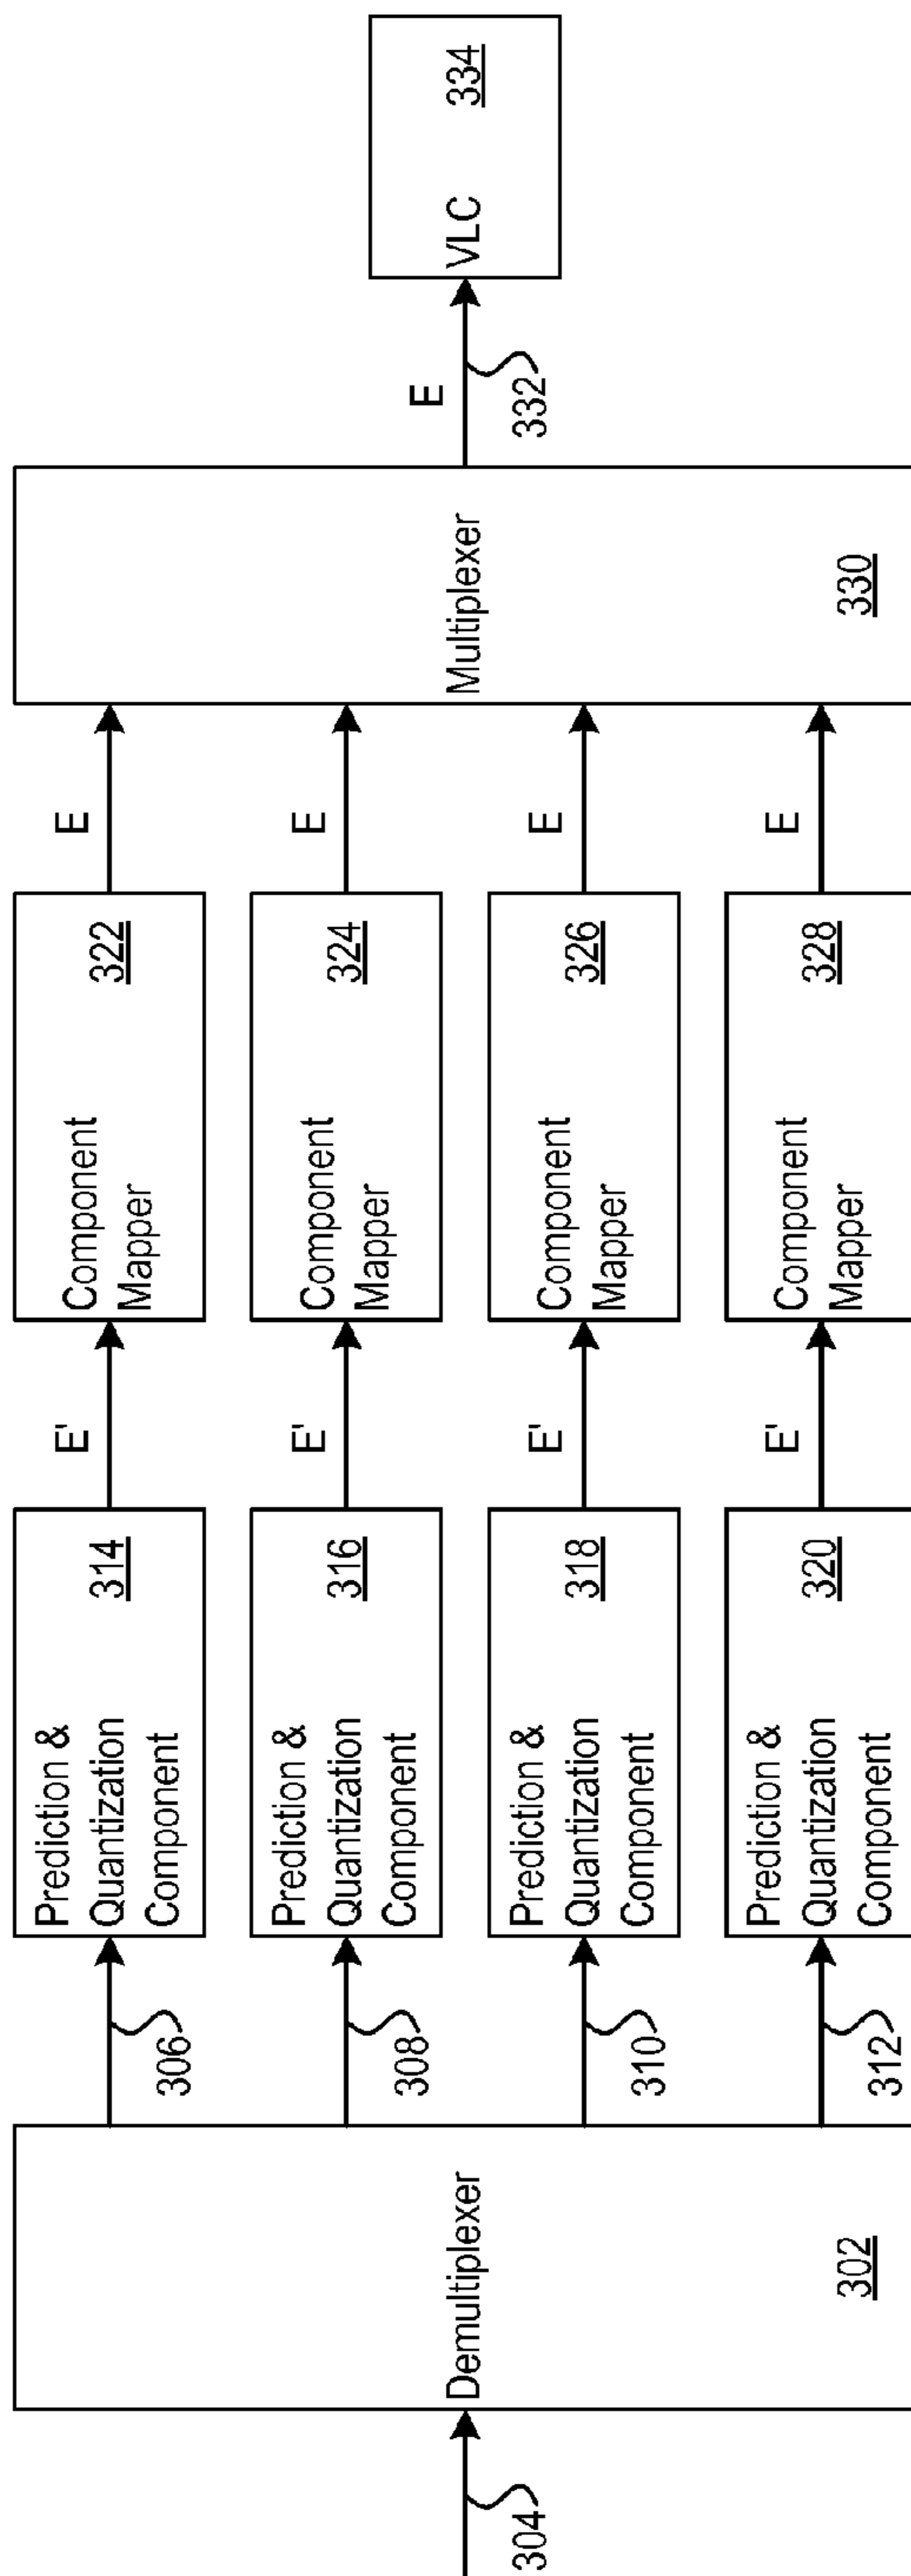 304
Demultiplexer
302
306
308
310
312
Prediction &
Quantization
Component
314
Prediction &
Quantization
Component
316
Prediction &
Quantization
Component
318
Prediction &
Quantization
Component
320
E'
E'
E'
E'
Component
Mapper
322
Component
Mapper
324
Component
Mapper
326
Component
Mapper
328
E
E
E
E
Multiplexer
330
E
332
VLC
334